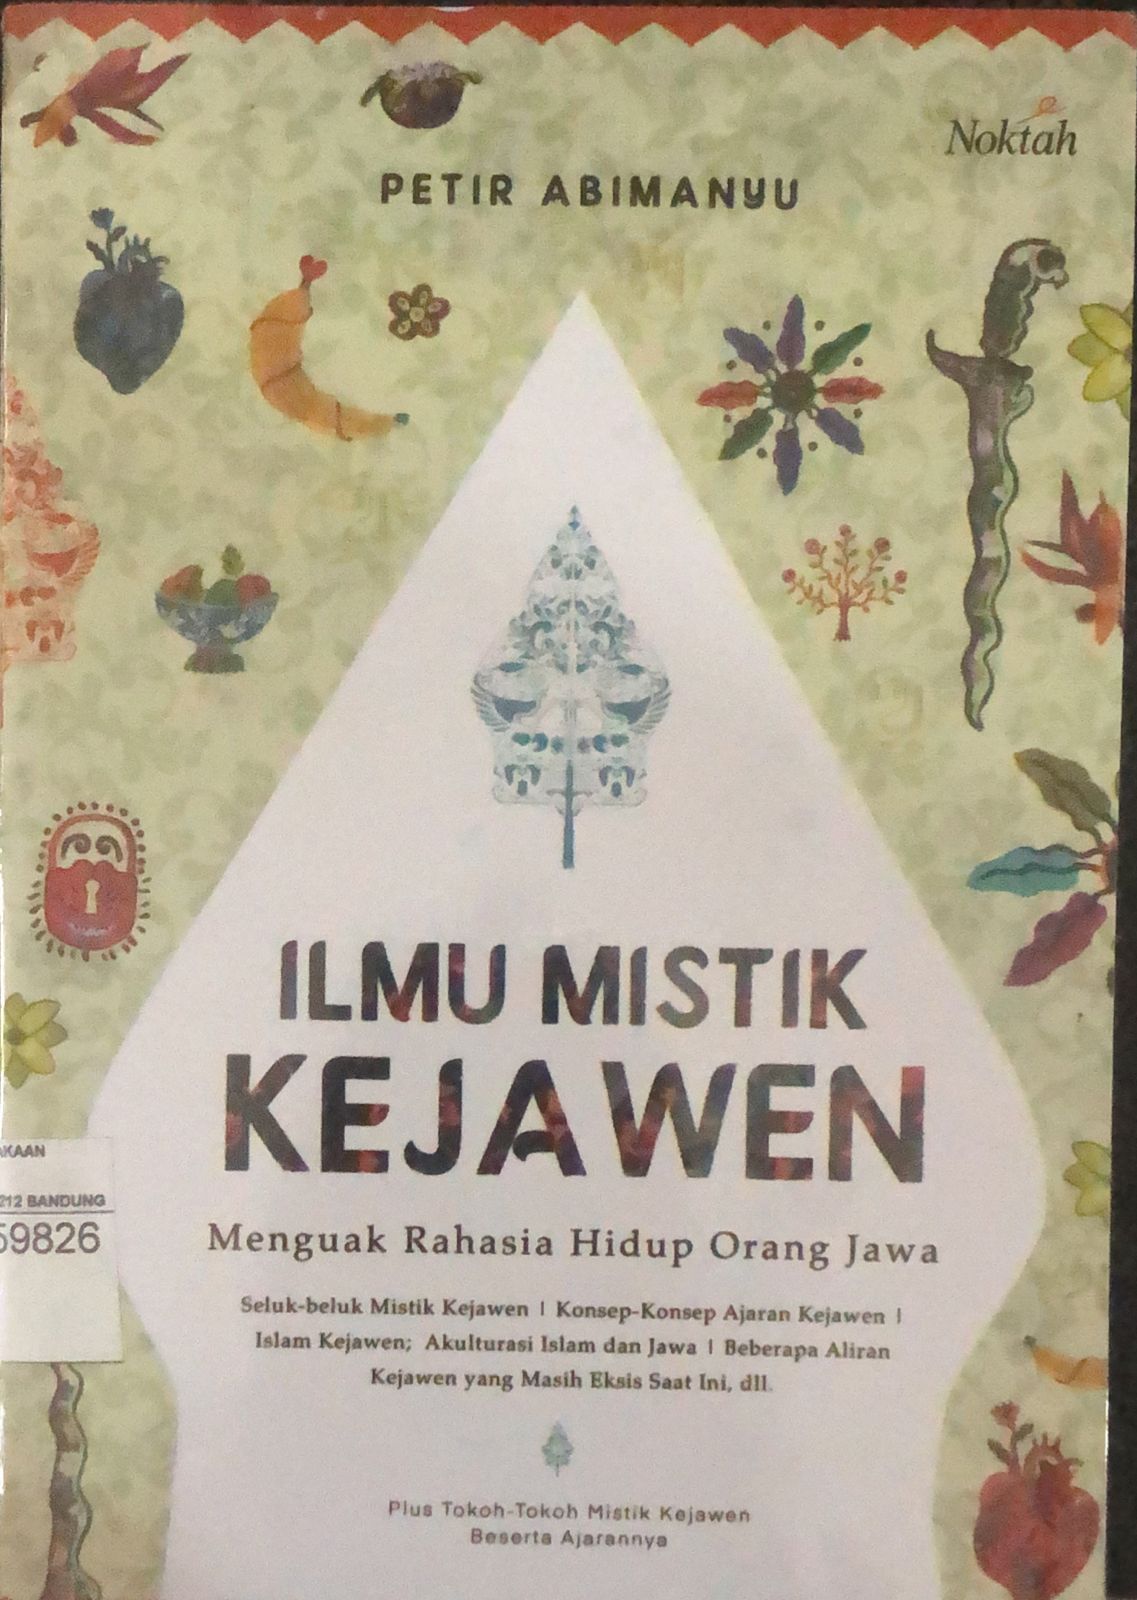 Noktah
PETIR ABIMANYU
ILMU MISTIK
KEJAWEN
Menguak Rahasia Hidup Orang Jawa
Seluk-beluk Mistik Kejawen | Konsep-Konsep Ajaran Kejawen |
Islam Kejawen; Akulturasi Islam dan Jawa | Beberapa Aliran
Kejawen yang Masih Eksis Saat Ini, dll.
Plus Tokoh-Tokoh Mistik Kejawen
Beserta Ajarannya
AKAAN
212 BANDUNG
59826